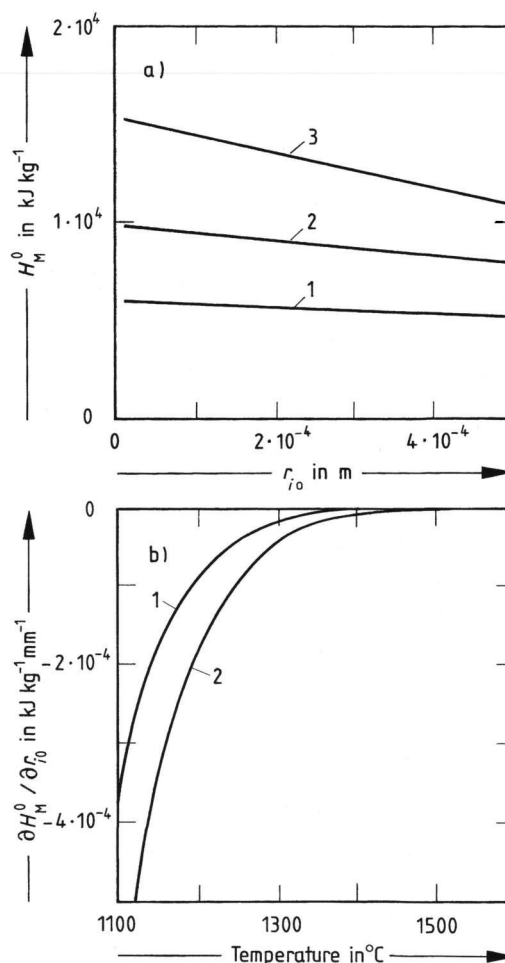 2·10⁴
a)
3
1·10⁴
2
1
0
H⁰_M in kJ kg⁻¹
0 2·10⁻⁴ 4·10⁻⁴
r_i0 in m
0
b)
1
-2·10⁻⁴
2
-4·10⁻⁴
∂H⁰_M / ∂r_i0 in kJ kg⁻¹mm⁻¹
1100 1300 1500
Temperature in°C